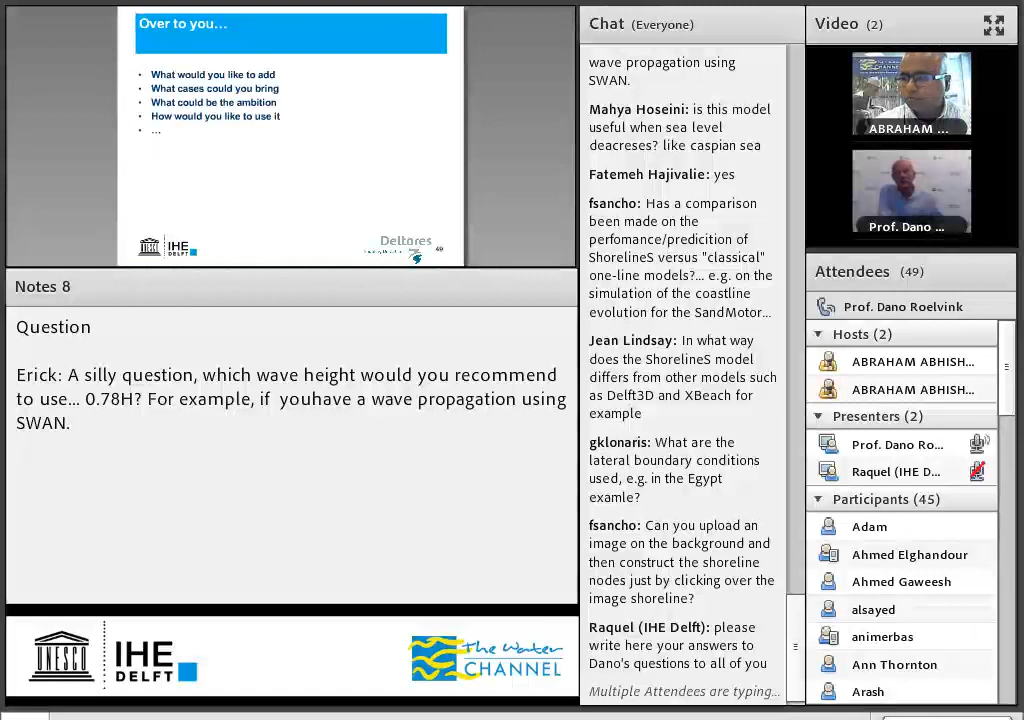 Over to you…
• What would you like to add
• What cases could you bring
• What could be the ambition
• How would you like to use it
• …
UNESCO
IHE
DELFT
Deltares
49
Notes 8
Question
Erick: A silly question, which wave height would you recommend
to use... 0.78H? For example, if youhave a wave propagation using
SWAN.
UNESCO
IHE
DELFT
The Water
CHANNEL
Chat (Everyone)
wave propagation using
SWAN.
Mahya Hoseini: is this model
useful when sea level
deacreses? like caspian sea
Fatemeh Hajivalie: yes
fsancho: Has a comparison
been made on the
perfomance/predicition of
ShorelineS versus "classical"
one-line models?... e.g. on the
simulation of the coastline
evolution for the SandMotor...
Jean Lindsay: In what way
does the ShorelineS model
differs from other models such
as Delft3D and XBeach for
example
gklonaris: What are the
lateral boundary conditions
used, e.g. in the Egypt
examle?
fsancho: Can you upload an
image on the background and
then construct the shoreline
nodes just by clicking over the
image shoreline?
Raquel (IHE Delft): please
write here your answers to
Dano's questions to all of you
Multiple Attendees are typing...
Video (2)
CHANNEL
ABRAHAM ...
Prof. Dano ...
Attendees (49)
Prof. Dano Roelvink
Hosts (2)
ABRAHAM ABHISH...
ABRAHAM ABHISH...
Presenters (2)
Prof. Dano Ro...
Raquel (IHE D...
Participants (45)
Adam
Ahmed Elghandour
Ahmed Gaweesh
alsayed
animerbas
Ann Thornton
Arash